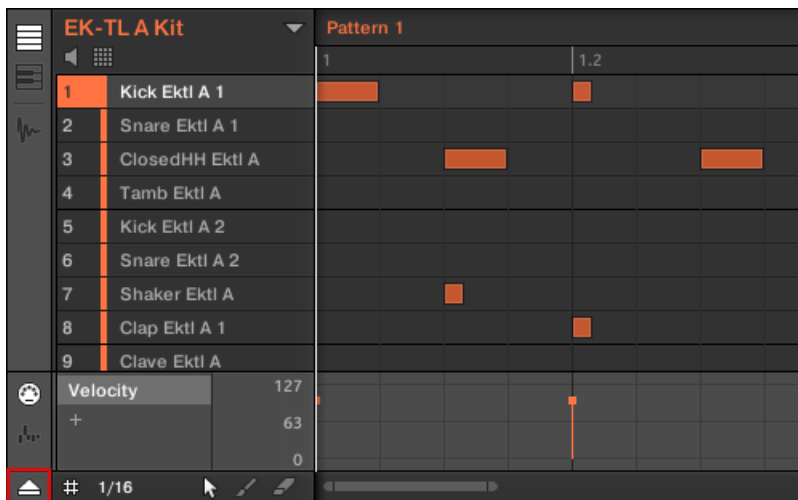 EK-TL A Kit
Pattern 1
1
1.2
1 Kick Ektl A 1
2 Snare Ektl A 1
3 ClosedHH Ektl A
4 Tamb Ektl A
5 Kick Ektl A 2
6 Snare Ektl A 2
7 Shaker Ektl A
8 Clap Ektl A 1
9 Clave Ektl A
Velocity
127
+
63
0
# 1/16